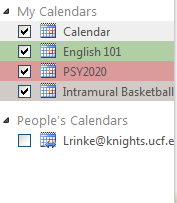 My Calendars
Calendar
English 101
PSY2020
Intramural Basketball
People's Calendars
Lrinke@knights.ucf.e